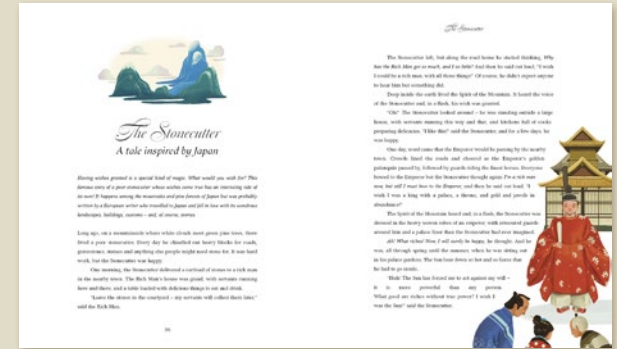 The Stonecutter
A tale inspired by Japan
Having wishes granted is a special kind of magic. What would you wish for? This
famous story of a poor stonecutter whose wishes come true has an interesting tale of
its own! It happens among the mountains and pine forests of Japan but was probably
written by a European writer who travelled to Japan and fell in love with its wondrous
landscapes, buildings, customs – and, of course, stories.
Long ago, on a mountainside where white clouds meet green pine trees, there
lived a poor stonecutter. Every day he chiselled out heavy blocks for roads,
gravestones, statues and anything else people might need stone for. It was hard
work, but the Stonecutter was happy.
One morning, the Stonecutter delivered a cartload of stones to a rich man
in the nearby town. The Rich Man's house was grand, with servants running
here and there, and a table loaded with delicious things to eat and drink.
'Leave the stones in the courtyard – my servants will collect them later,'
said the Rich Man.
The Stonecutter
The Stonecutter left, but along the road home he started thinking, Why
has the Rich Man got so much, and I so little? And then he said out loud, 'I wish
I could be a rich man, with all those things!' Of course, he didn't expect anyone
to hear him but something did.
Deep inside the earth lived the Spirit of the Mountain. It heard the voice
of the Stonecutter and, in a flash, his wish was granted.
'Oh!' The Stonecutter looked around – he was standing outside a large
house, with servants running this way and that, and kitchens full of cooks
preparing delicacies. 'I like this!' said the Stonecutter, and for a few days, he
was happy.
One day, word came that the Emperor would be passing by the nearby
town. Crowds lined the roads and cheered as the Emperor's golden
palanquin passed by, followed by guards riding the finest horses. Everyone
bowed to the Emperor but the Stonecutter thought again: I'm a rich man
now, but still I must bow to the Emperor, and then he said out loud, 'I
wish I was a king with a palace, a throne, and gold and jewels in
abundance!'
The Spirit of the Mountain heard and, in a flash, the Stonecutter was
dressed in the heavy woven robes of an emperor, with armoured guards
around him and a palace finer than the Stonecutter had ever imagined.
Ah! What riches! Now, I will surely be happy, he thought. And he
was, all through spring until the summer, when he was sitting out
in his palace gardens. The Sun bore down so hot and so fierce that
he had to go inside.
'Huh! The Sun has forced me to act against my will –
it is more powerful than my power.
What good are riches without true power? I wish I
was the Sun!' said the Stonecutter.